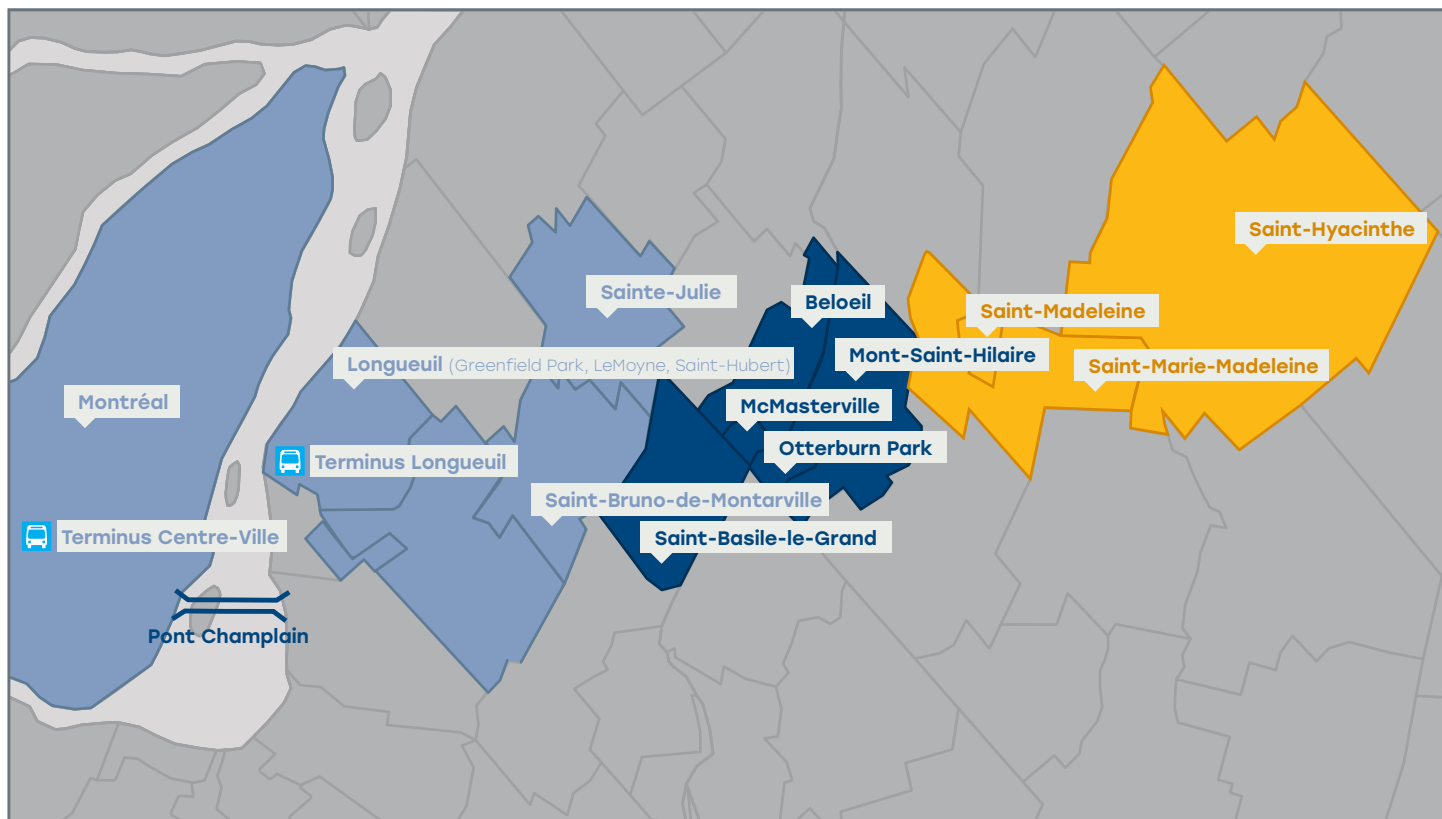 Saint-Hyacinthe
Sainte-Julie
Beloeil
Saint-Madeleine
Mont-Saint-Hilaire
Longueuil (Greenfield Park, LeMoyne, Saint-Hubert)
Saint-Marie-Madeleine
Montréal
McMasterville
Otterburn Park
Terminus Longueuil
Saint-Bruno-de-Montarville
Terminus Centre-Ville
Saint-Basile-le-Grand
Pont Champlain